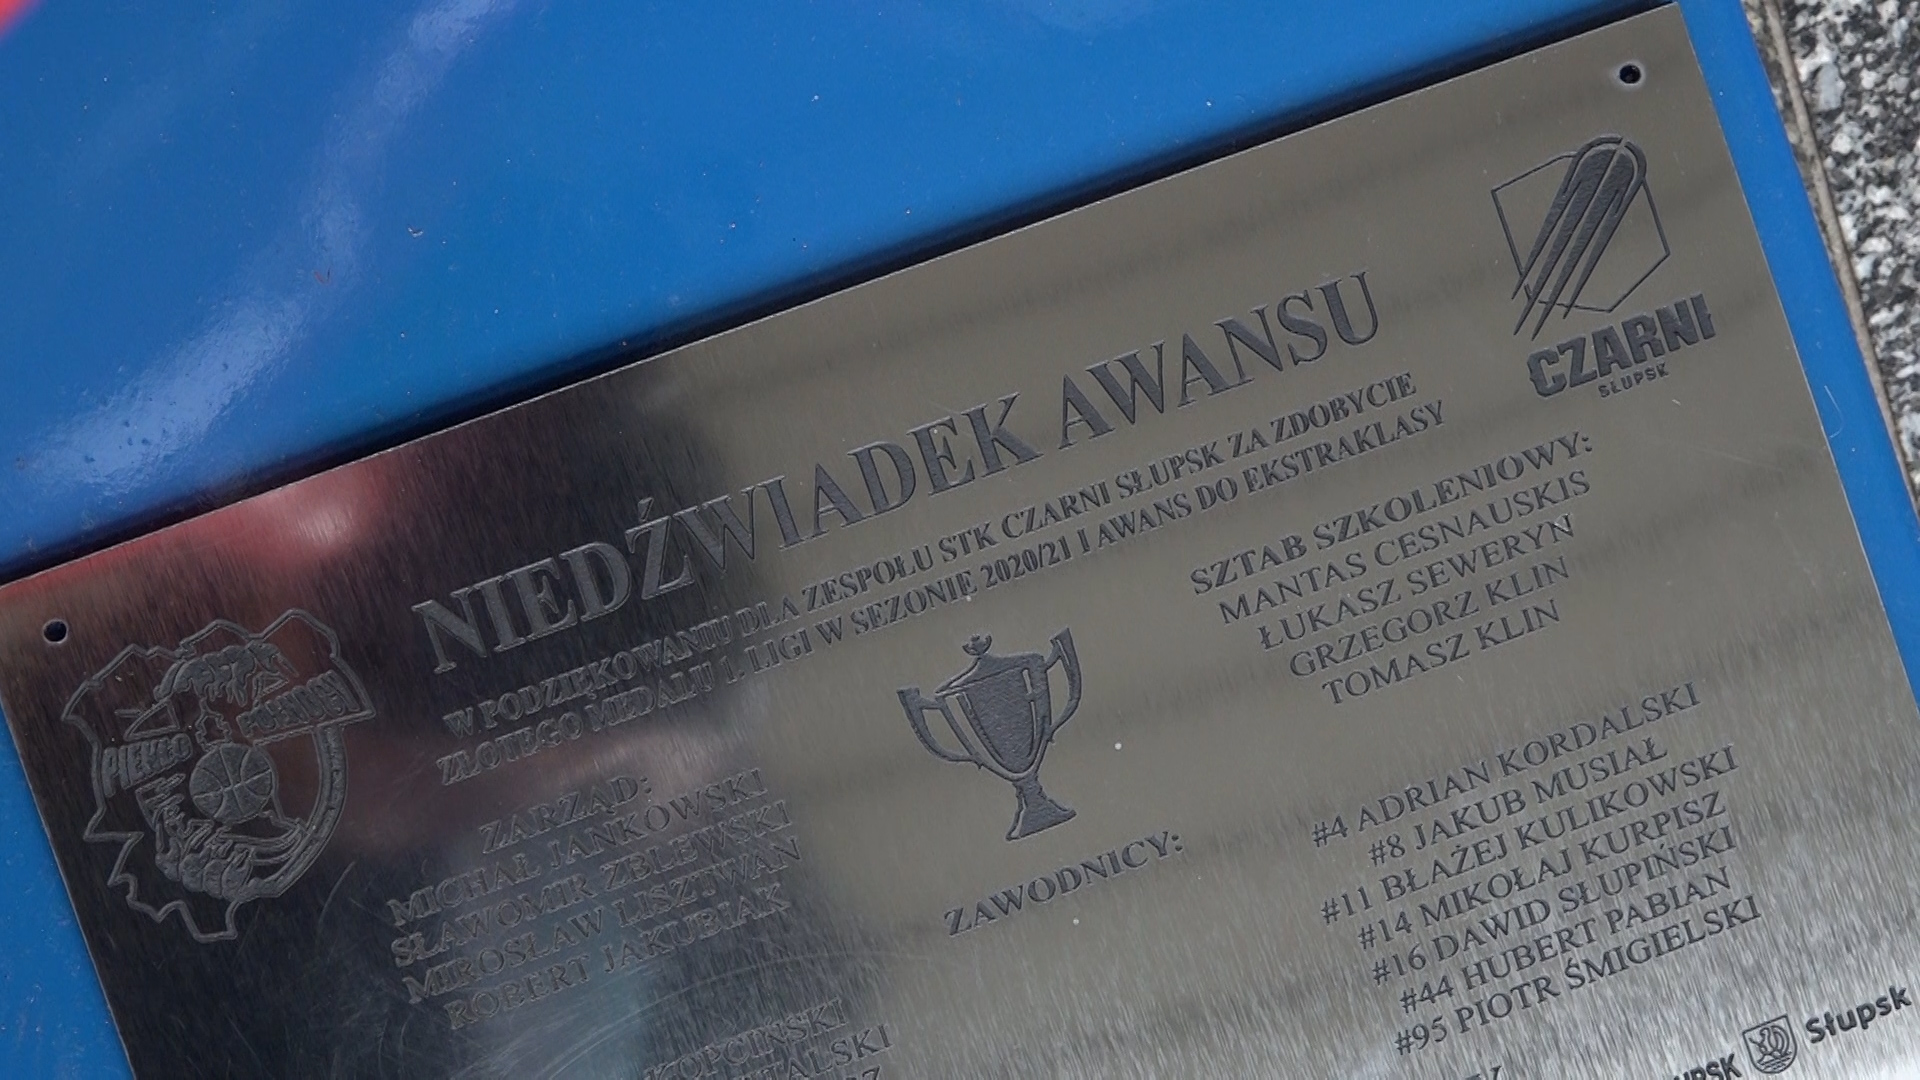 CZARNI
SŁUPSK
PIEKŁO
PÓŁNOCY
NIEDŹWIADEK AWANSU
W PODZIĘKOWANIU DLA ZESPOŁU STK CZARNI SŁUPSK ZA ZDOBYCIE
ZŁOTEGO MEDALU 1. LIGI W SEZONIE 2020/21 I AWANS DO EKSTRAKLASY
ZARZĄD:
MICHAŁ JANKOWSKI
SŁAWOMIR ZBLEWSKI
MIROSŁAW LISZTWAN
ROBERT JAKUBIAK
SZTAB SZKOLENIOWY:
MANTAS CESNAUSKIS
ŁUKASZ SEWERYN
GRZEGORZ KLIN
TOMASZ KLIN
ZAWODNICY:
KOPCIŃSKI
#4 ADRIAN KORDALSKI
#8 JAKUB MUSIAŁ
#11 BŁAŻEJ KULIKOWSKI
#14 MIKOŁAJ KURPISZ
#16 DAWID SŁUPIŃSKI
#44 HUBERT PABIAN
#95 PIOTR ŚMIGIELSKI
Słupsk